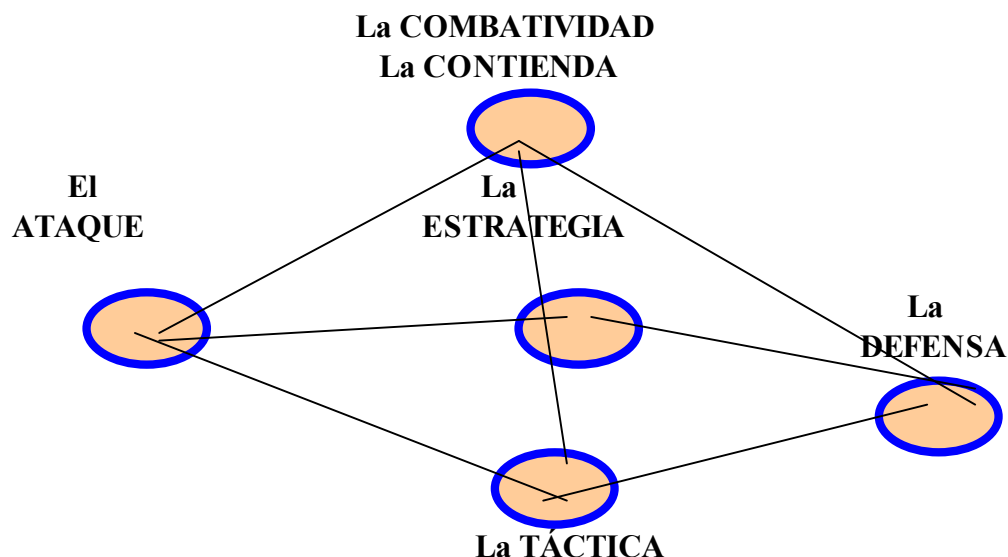 La COMBATIVIDAD
La CONTIENDA
El
ATAQUE
La
ESTRATEGIA
La
DEFENSA
La TÁCTICA